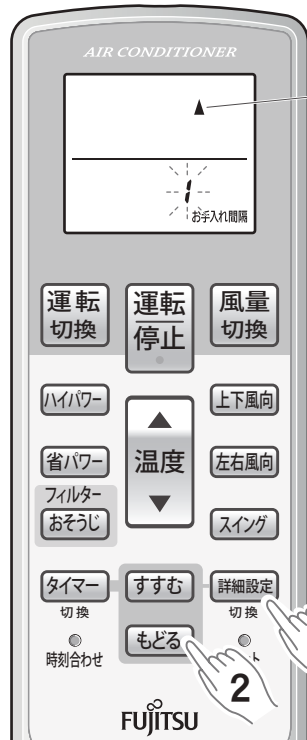 AIR CONDITIONER
1
お手入れ間隔
運転切換
運転停止
風量切換
ハイパワー
上下風向
省パワー
温度
左右風向
フィルター
おそうじ
スイング
タイマー
すすむ
詳細設定
切換
切換
もどる
時刻合わせ
2
FUJITSU